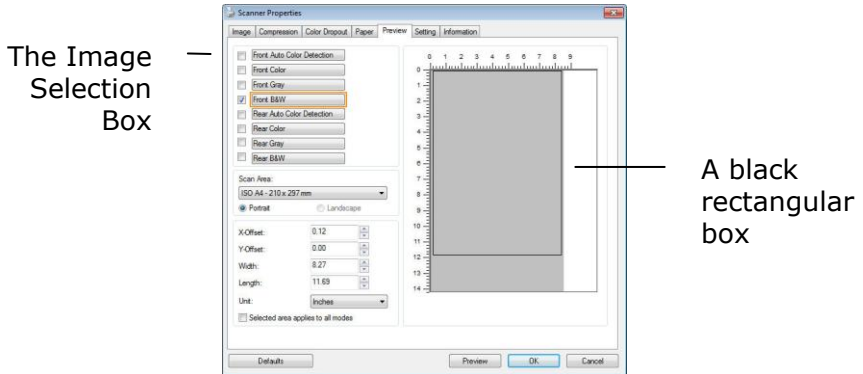 Scanner Properties
Image Compression Color Dropout Paper Preview Setting Information
The Image
Selection
Box
Front Auto Color Detection
Front Color
Front Gray
Front B&W
Rear Auto Color Detection
Rear Color
Rear Gray
Rear B&W
Scan Area:
ISO A4 - 210 x 297 mm
Portrait Landscape
X-Offset: 0.12
Y-Offset: 0.00
Width: 8.27
Length: 11.69
Unit: Inches
Selected area applies to all modes
0 1 2 3 4 5 6 7 8 9
0
1
2
3
4
5
6
7
8
9
10
11
12
13
14
A black
rectangular
box
Defaults Preview OK Cancel